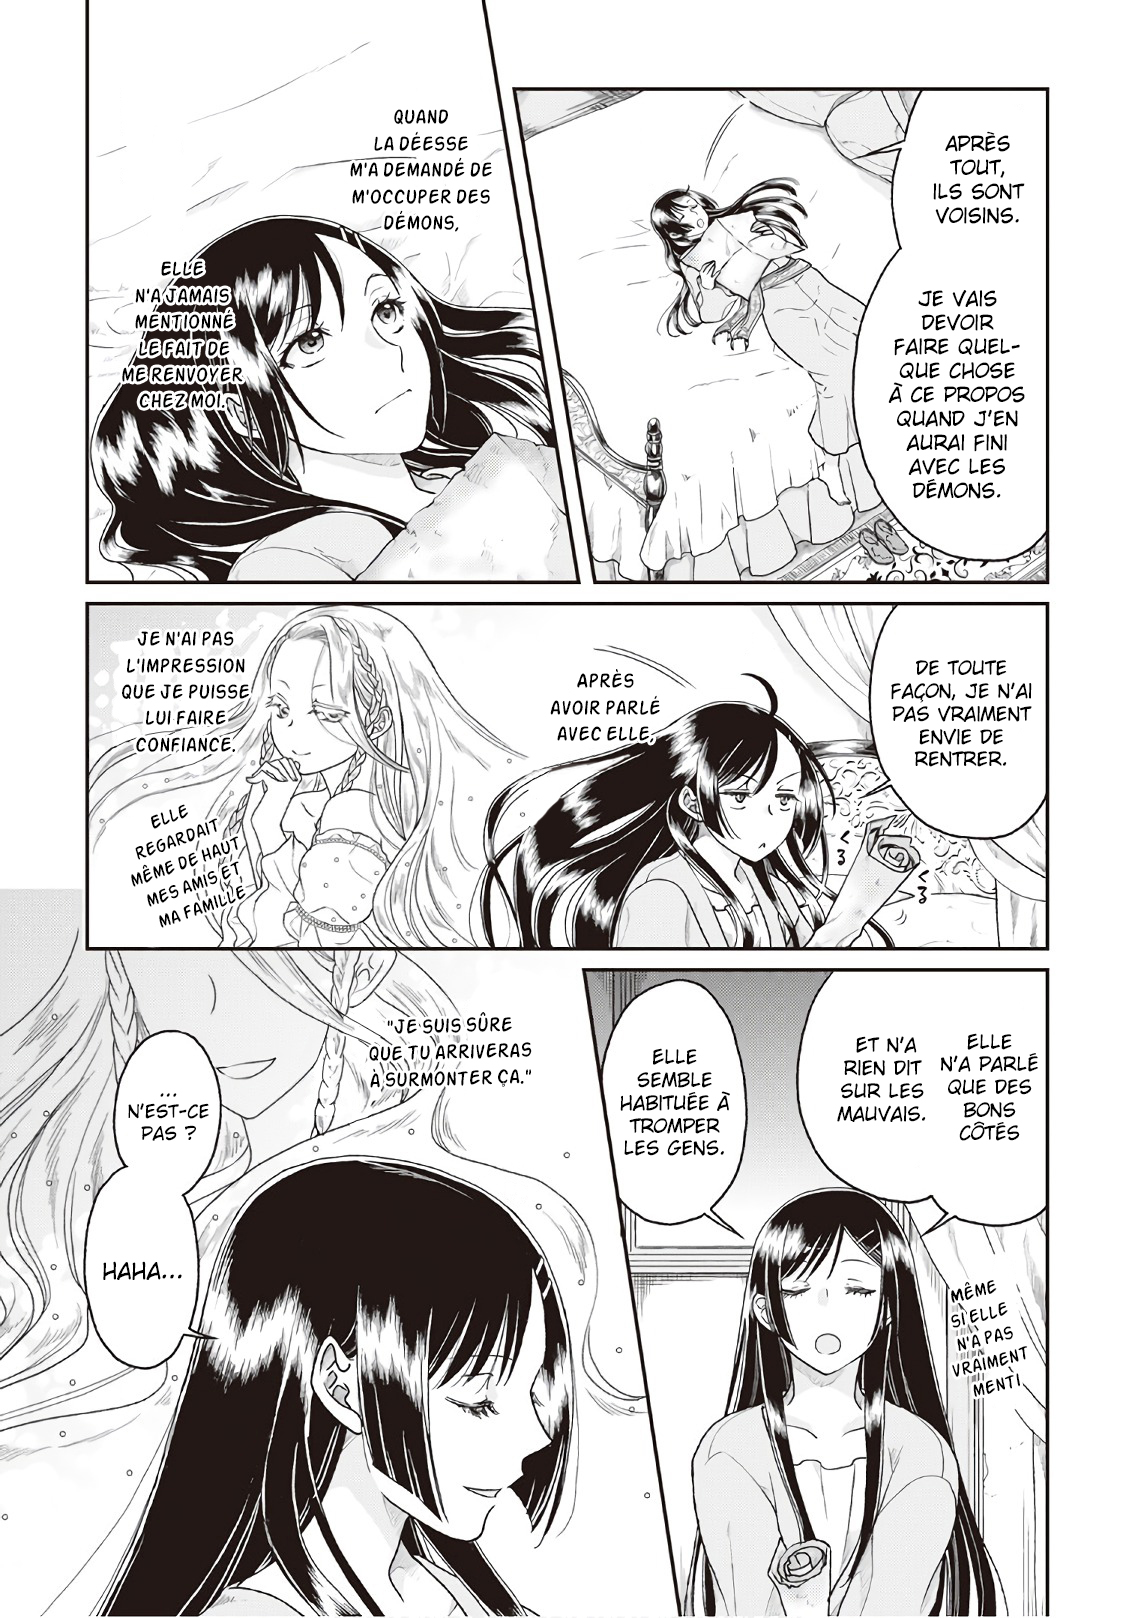 APRÈS
TOUT,
ILS SONT
VOISINS.
JE VAIS
DEVOIR
FAIRE QUEL-
QUE CHOSE
À CE PROPOS
QUAND J'EN
AURAI FINI
AVEC LES
DÉMONS.
QUAND
LA DÉESSE
M'A DEMANDÉ DE
M'OCCUPER DES
DÉMONS,
ELLE
N'A JAMAIS
MENTIONNÉ
LE FAIT DE
ME RENVOYER
CHEZ MOI.
DE TOUTE
FAÇON, JE N'AI
PAS VRAIMENT
ENVIE DE
RENTRER.
く
る
く
る
APRÈS
AVOIR PARLÉ
AVEC ELLE,
JE N'AI PAS
L'IMPRESSION
QUE JE PUISSE
LUI FAIRE
CONFIANCE.
ELLE
REGARDAIT
MÊME DE HAUT
MES AMIS ET
MA FAMILLE
ELLE
N'A PARLÉ
QUE DES
BONS
CÔTÉS
ET N'A
RIEN DIT
SUR LES
MAUVAIS.
ELLE
SEMBLE
HABITUÉE À
TROMPER
LES GENS.
MÊME
SI ELLE
N'A PAS
VRAIMENT
MENTI
"JE SUIS SÛRE
QUE TU ARRIVERAS
À SURMONTER ÇA."
...
N'EST-CE
PAS ?
HAHA...